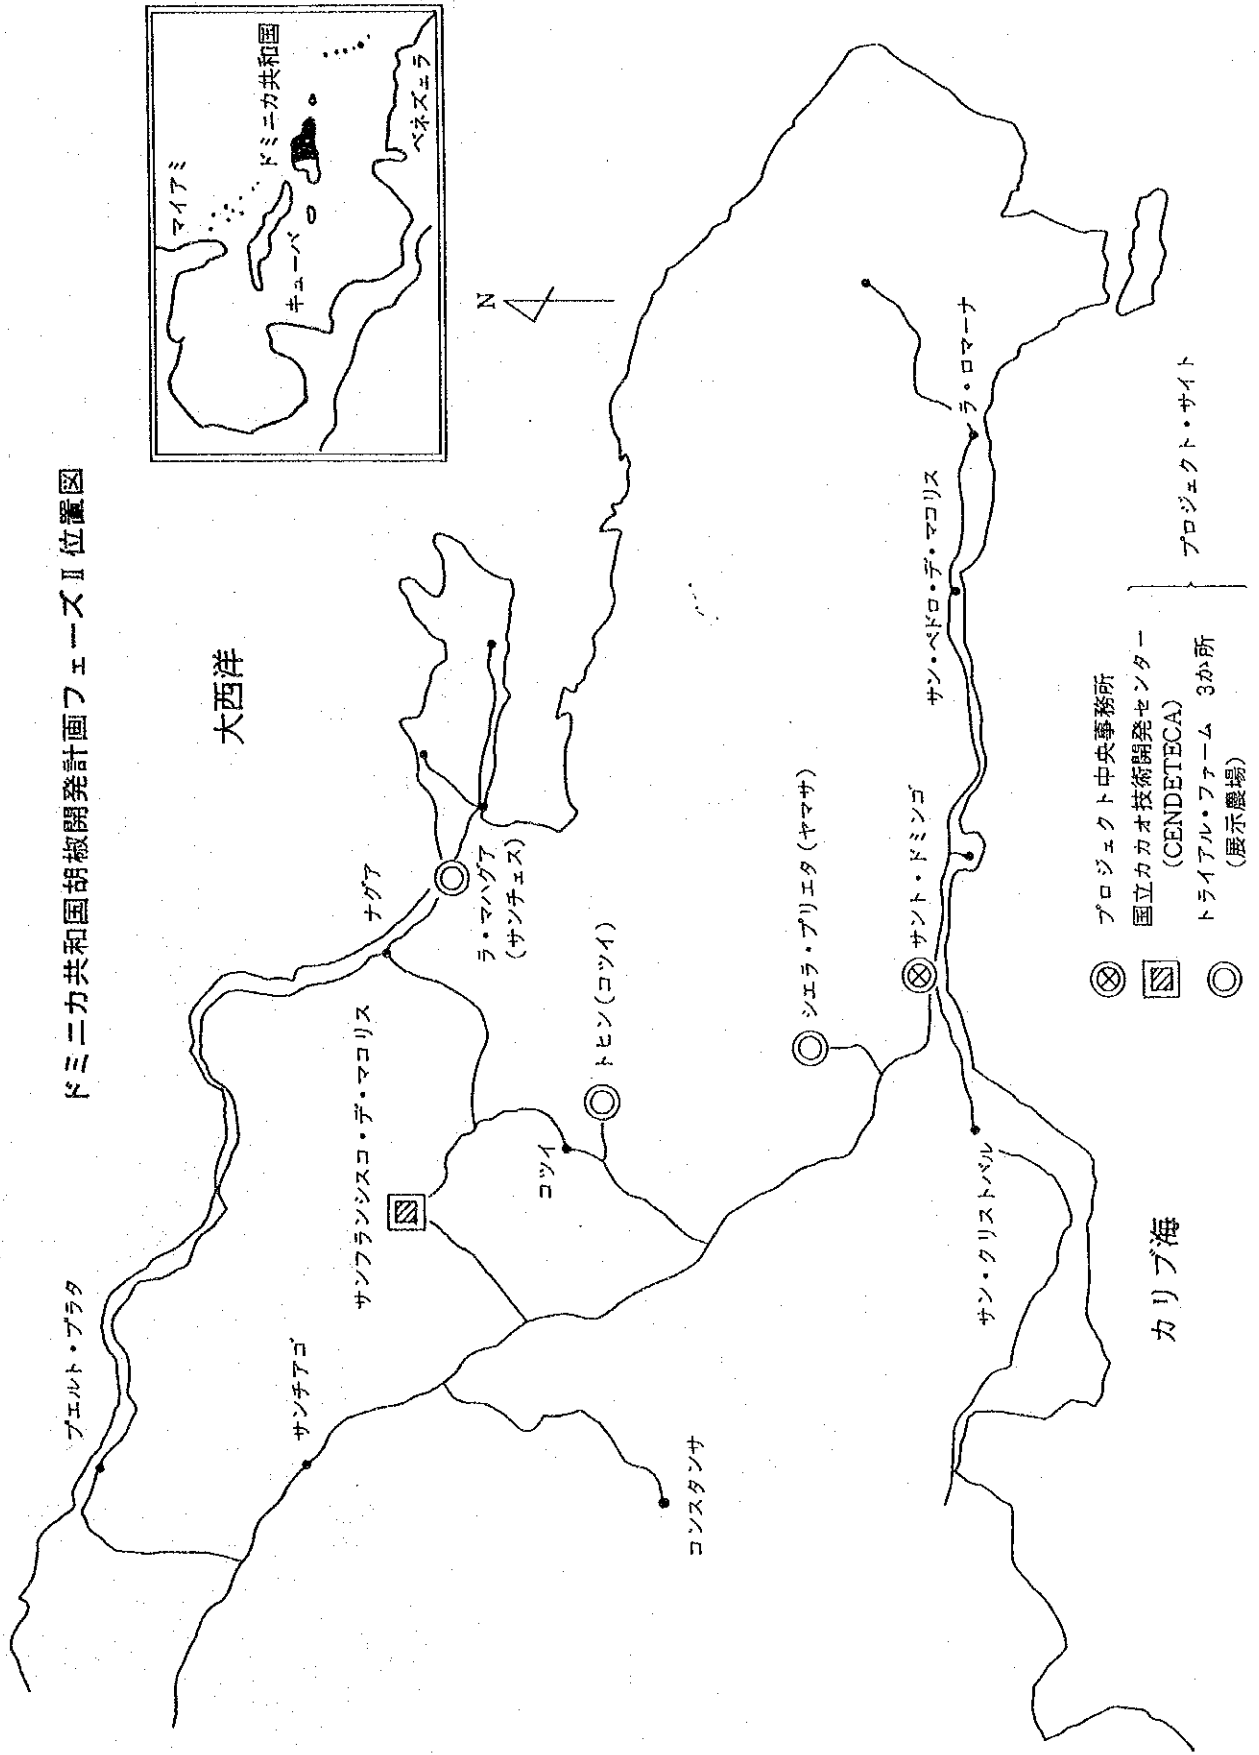 ドミニカ共和国胡椒開発計画フェーズⅡ位置図
マイアミ
ドミニカ共和国
キューバ
ベネズェラ
N
大西洋
プエルト・プラタ
サンチアゴ
サンフランシスコ・デ・マコリス
ナグア
ラ・マハグア
(サンチェス)
コツイ
トヒン(コツイ)
コンスタンサ
シエラ・プリエタ(ヤマサ)
サント・ドミンゴ
サン・ペドロ・デ・マコリス
ラ・ロマーナ
サン・クリストバル
カリブ海
プロジェクト中央事務所
国立カカオ技術開発センター
(CENDETECA)
トライアル・ファーム 3か所
(展示農場)
プロジェクト・サイト